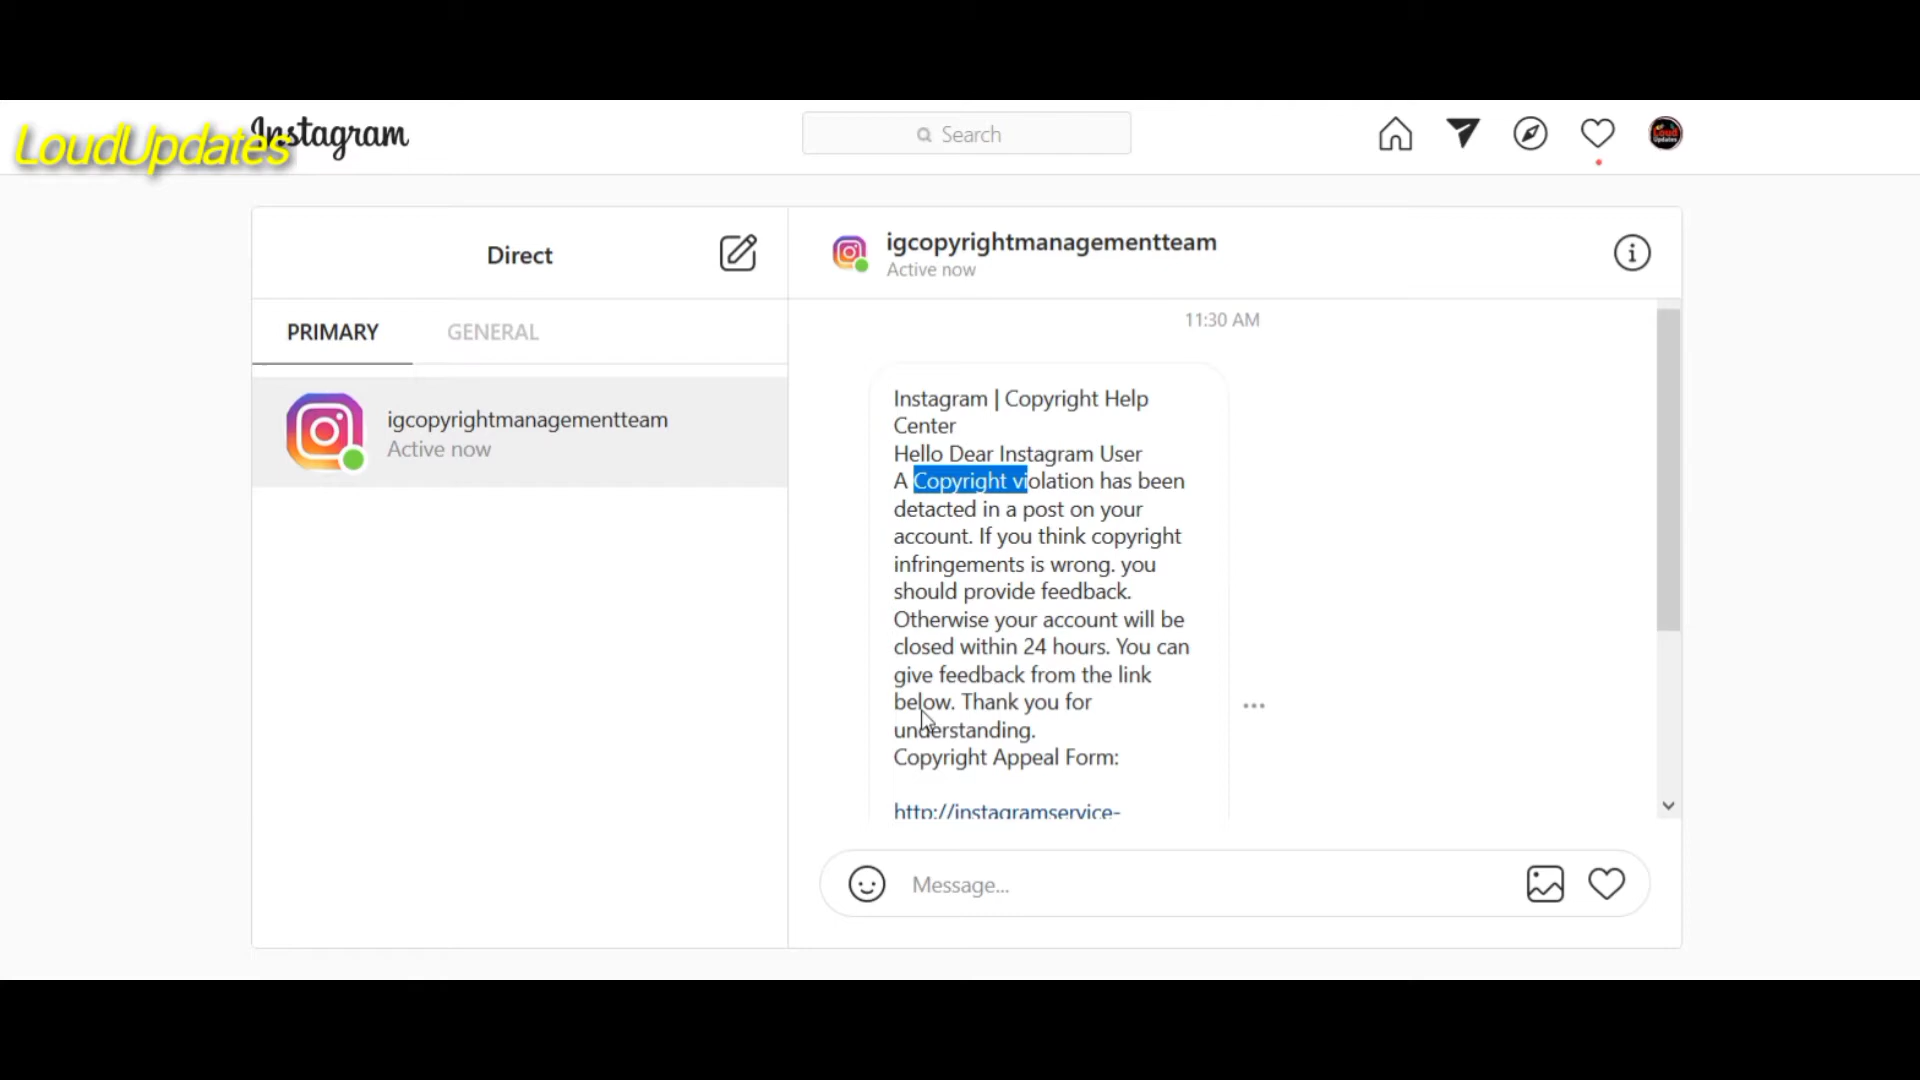 LoudUpdates
Instagram
Search
Loud
Updates
Direct
igcopyrightmanagementteam
Active now
PRIMARY
GENERAL
igcopyrightmanagementteam
Active now
11:30 AM
Instagram | Copyright Help
Center
Hello Dear Instagram User
A Copyright violation has been
detacted in a post on your
account. If you think copyright
infringements is wrong. you
should provide feedback.
Otherwise your account will be
closed within 24 hours. You can
give feedback from the link
below. Thank you for
understanding.
Copyright Appeal Form:
http://instagramservice-
Message...